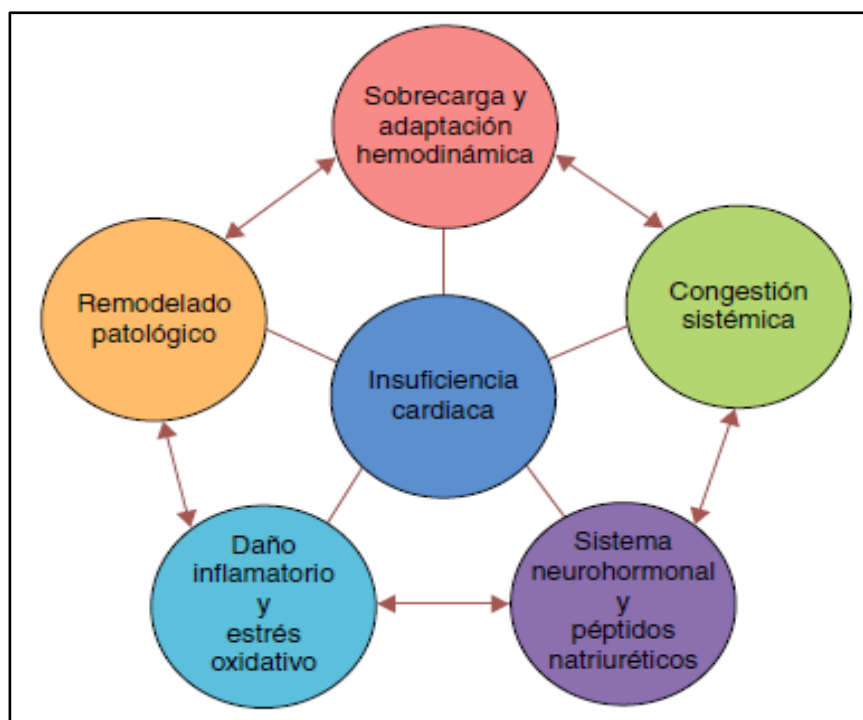 Sobrecarga y
adaptación
hemodinámica
Remodelado
patológico
Congestión
sistémica
Insuficiencia
cardiaca
Daño
inflamatorio
y
estrés
oxidativo
Sistema
neurohormonal
y
péptidos
natriuréticos